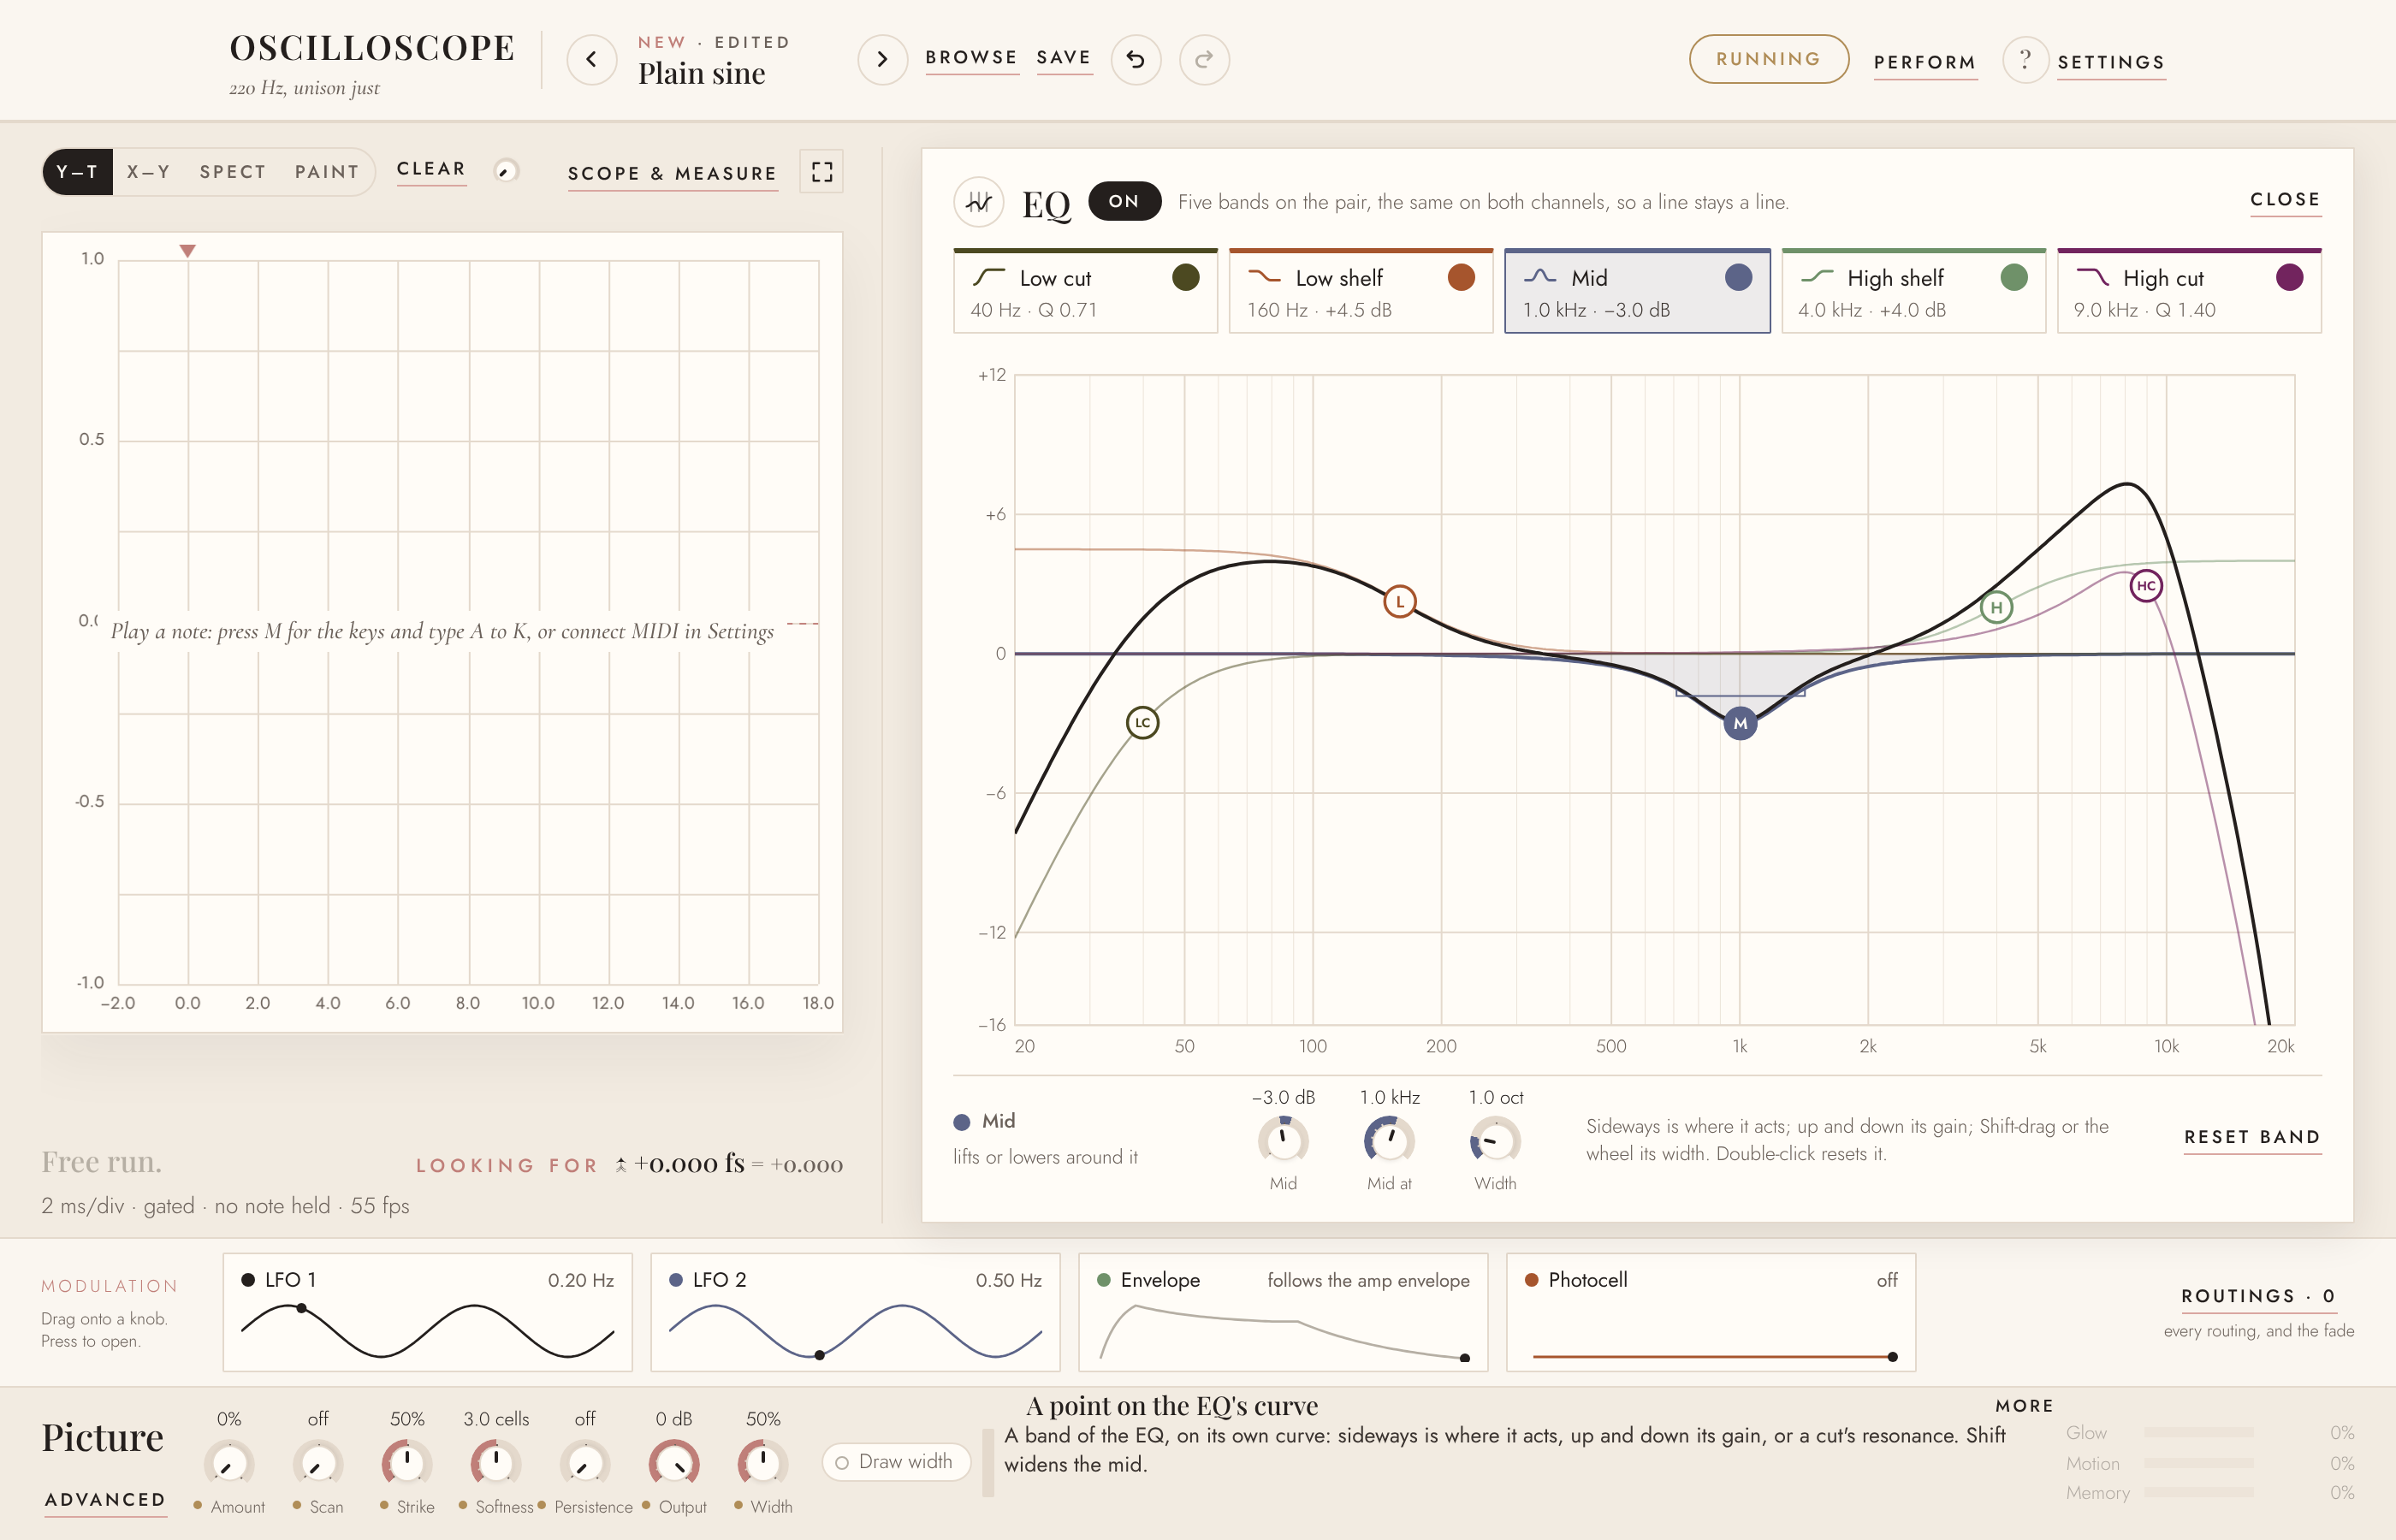 OSCILLOSCOPE
220 Hz, unison just
NEW · EDITED
Plain sine
BROWSE
SAVE
RUNNING
PERFORM
?
SETTINGS
Y–T
X–Y
SPECT
PAINT
CLEAR
SCOPE & MEASURE
1.0
0.5
Play a note: press M for the keys and type A to K, or connect MIDI in Settings
-0.5
-1.0
−2.0 0.0 2.0 4.0 6.0 8.0 10.0 12.0 14.0 16.0 18.0
Free run.
LOOKING FOR +0.000 fs = +0.000
2 ms/div · gated · no note held · 55 fps
EQ
ON
Five bands on the pair, the same on both channels, so a line stays a line.
CLOSE
Low cut
40 Hz · Q 0.71
Low shelf
160 Hz · +4.5 dB
Mid
1.0 kHz · −3.0 dB
High shelf
4.0 kHz · +4.0 dB
High cut
9.0 kHz · Q 1.40
+12
+6
0
−6
−12
−16
LC
L
M
H
HC
20 50 100 200 500 1k 2k 5k 10k 20k
Mid
lifts or lowers around it
−3.0 dB
Mid
1.0 kHz
Mid at
1.0 oct
Width
Sideways is where it acts; up and down its gain; Shift-drag or the
wheel its width. Double-click resets it.
RESET BAND
MODULATION
Drag onto a knob.
Press to open.
LFO 1
0.20 Hz
LFO 2
0.50 Hz
Envelope
follows the amp envelope
Photocell
off
ROUTINGS · 0
every routing, and the fade
Picture
ADVANCED
0%
Amount
off
Scan
50%
Strike
3.0 cells
Softness
off
Persistence
0 dB
Output
50%
Width
Draw width
A point on the EQ's curve
MORE
A band of the EQ, on its own curve: sideways is where it acts, up and down its gain, or a cut's resonance. Shift
widens the mid.
Glow 0%
Motion 0%
Memory 0%